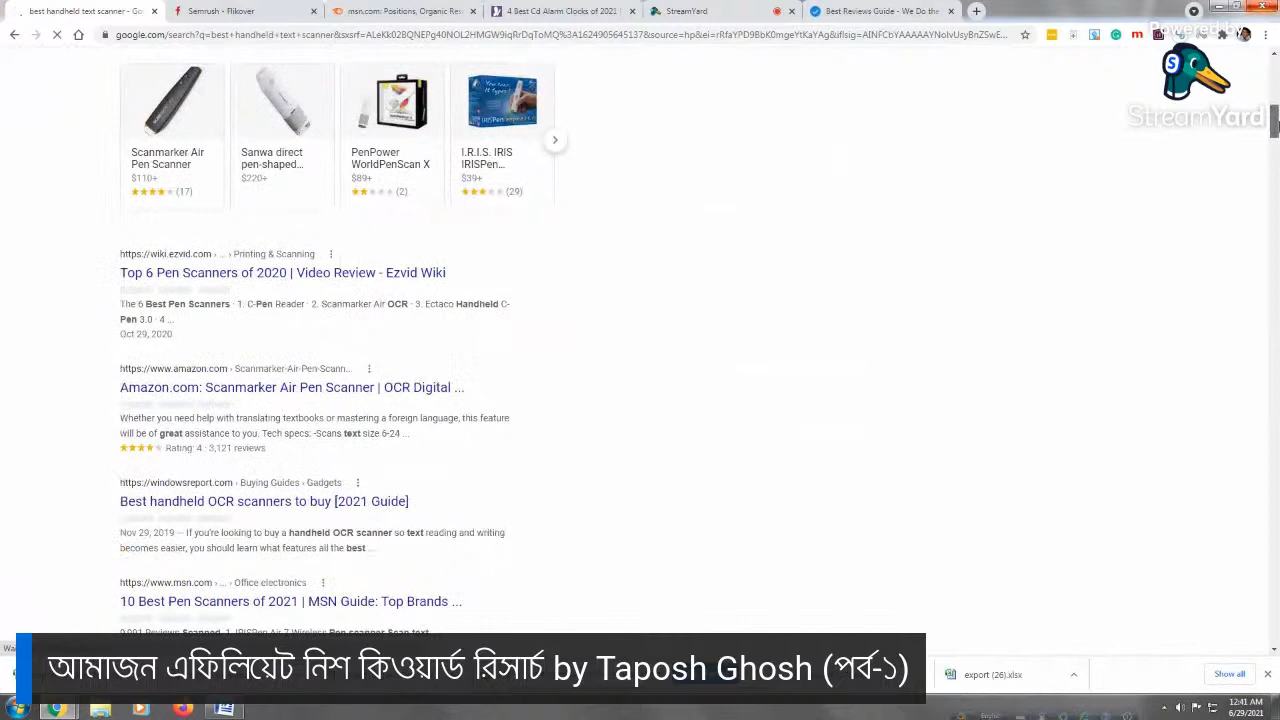 best handheld text scanner
Semrush
Flikover
msn.com: Positions, Organic Re
4 Best Cd Alarm Clocks of 2021 |
StreamYard
Best Reviews Guide - We Do the
google.com/search?q=best+handheld+text+scanner
Powered by
StreamYard
Scanmarker Air Pen Scanner
$110+
(17)
Sanwa direct pen-shaped...
$220+
PenPower WorldPenScan X
$89+
(2)
I.R.I.S. IRIS IRISPen...
$39+
(29)
https://wiki.ezvid.com › ... › Printing & Scanning
Top 6 Pen Scanners of 2020 | Video Review - Ezvid Wiki
The 6 Best Pen Scanners · 1. C-Pen Reader · 2. Scanmarker Air OCR · 3. Ectaco Handheld C-
Pen 3.0 · 4 ...
Oct 29, 2020
https://www.amazon.com › Scanmarker-Air-Pen-Scann...
Amazon.com: Scanmarker Air Pen Scanner | OCR Digital ...
Whether you need help with translating textbooks or mastering a foreign language, this feature
will be of great assistance to you. Tech specs: -Scans text size 6-24 ...
Rating: 4 · 3,121 reviews
https://windowsreport.com › Buying Guides › Gadgets
Best handheld OCR scanners to buy [2021 Guide]
Nov 29, 2019 — If you're looking to buy a handheld OCR scanner so text reading and writing
becomes easier, you should learn what features all the best ...
https://www.msn.com › ... › Office electronics
10 Best Pen Scanners of 2021 | MSN Guide: Top Brands ...
আমাজন এফিলিয়েট নিশ কিওয়ার্ড রিসার্চ by Taposh Ghosh (পর্ব-১)
export (26).xlsx
Show all
12:41 AM
6/29/2021